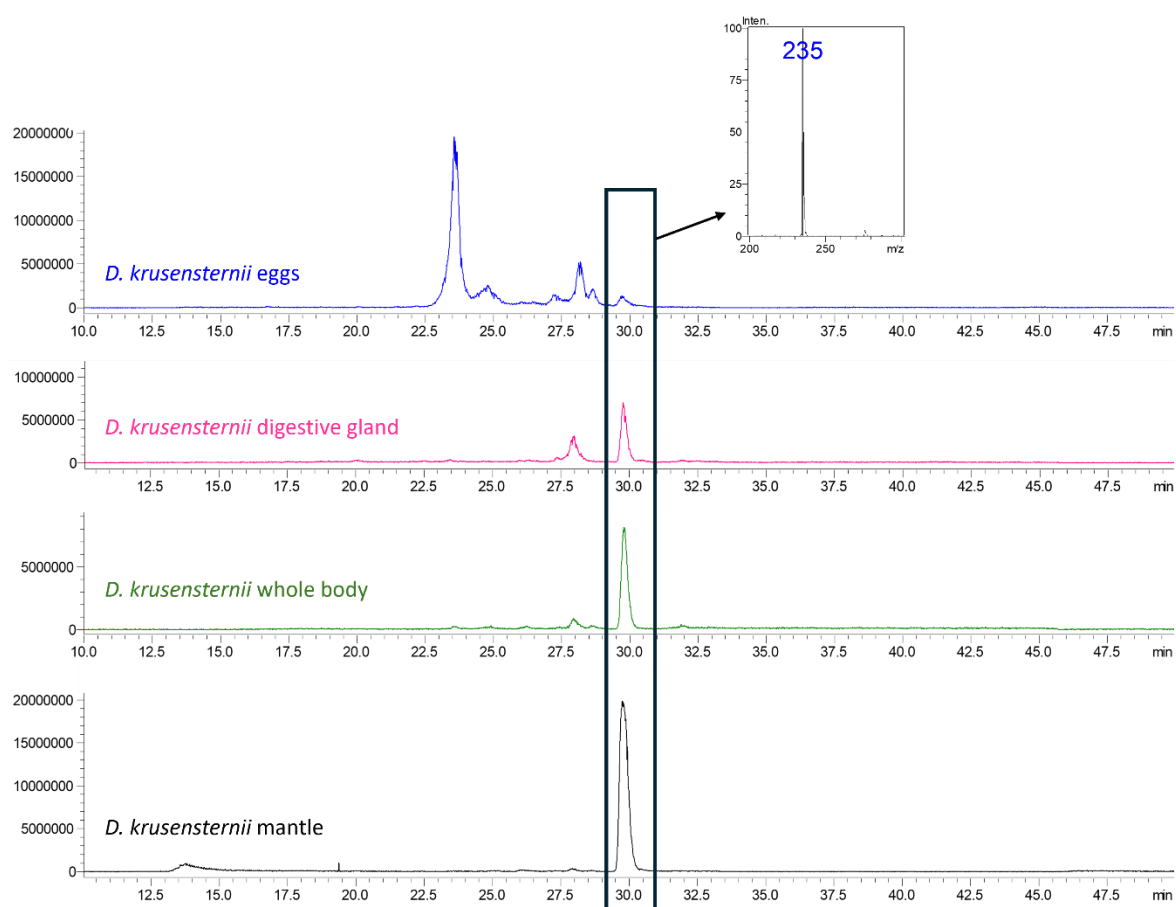 Inten.
100
235
75
50
25
0
200 250 m/z
20000000
15000000
10000000
5000000
0
D. krusensternii eggs
10.0 12.5 15.0 17.5 20.0 22.5 25.0 27.5 30.0 32.5 35.0 37.5 40.0 42.5 45.0 47.5 min
10000000
5000000
0
D. krusensternii digestive gland
12.5 15.0 17.5 20.0 22.5 25.0 27.5 30.0 32.5 35.0 37.5 40.0 42.5 45.0 47.5 min
5000000
0
D. krusensternii whole body
10.0 12.5 15.0 17.5 20.0 22.5 25.0 27.5 30.0 32.5 35.0 37.5 40.0 42.5 45.0 47.5 min
20000000
15000000
10000000
5000000
0
D. krusensternii mantle
12.5 15.0 17.5 20.0 22.5 25.0 27.5 30.0 32.5 35.0 37.5 40.0 42.5 45.0 47.5 min